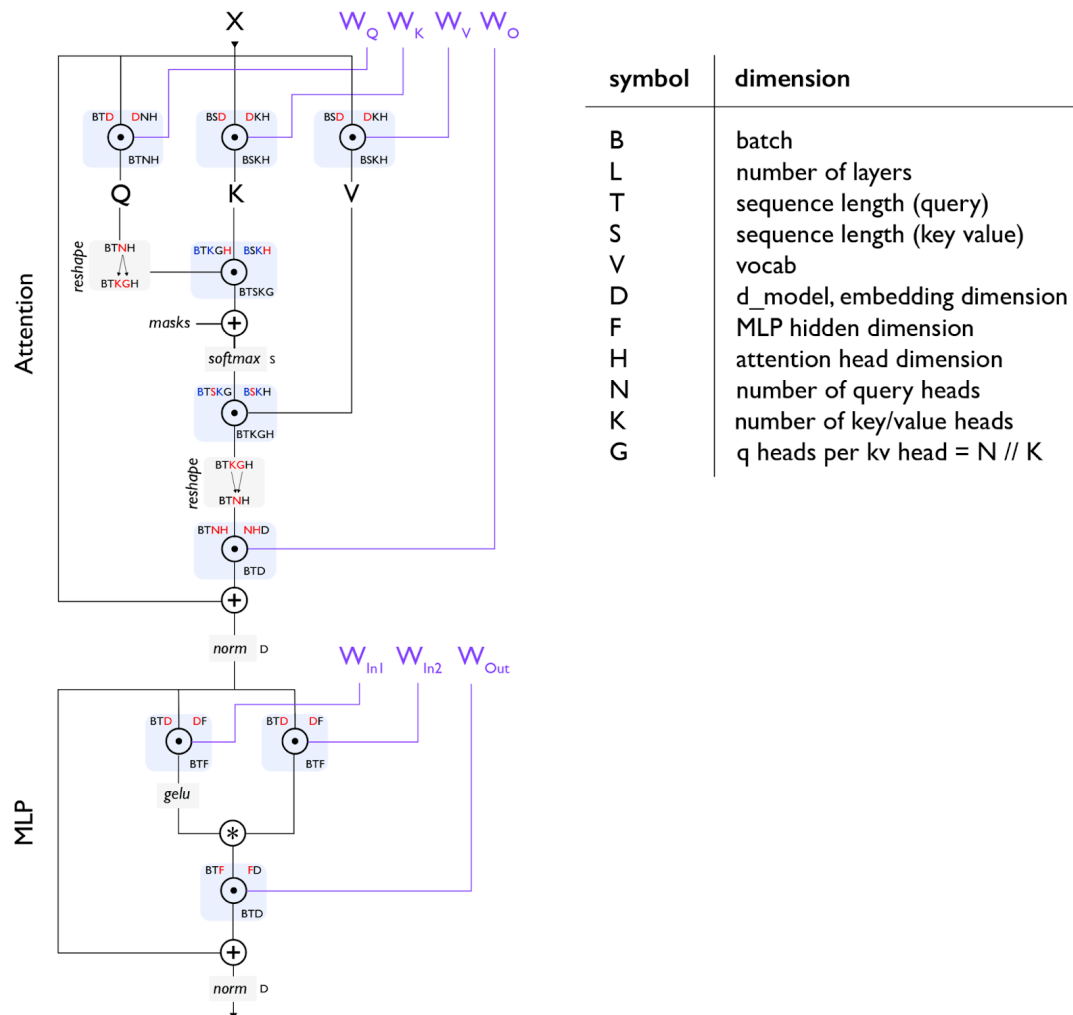 X
W_Q W_K W_V W_O
BTD DNH
BTNH
BSD DKH
BSKH
BSD DKH
BSKH
Q K V
reshape
BTNH
BTKGH
BTKGH BSKH
BTSKG
masks
softmax S
BTSKG BSKH
BTKGH
reshape
BTKGH
BTNH
BTNH NHD
BTD
Attention
norm D
W_In1 W_In2 W_Out
BTD DF
BTF
BTD DF
BTF
gelu
BTF FD
BTD
MLP
norm D
symbol dimension
B batch
L number of layers
T sequence length (query)
S sequence length (key value)
V vocab
D d_model, embedding dimension
F MLP hidden dimension
H attention head dimension
N number of query heads
K number of key/value heads
G q heads per kv head = N // K